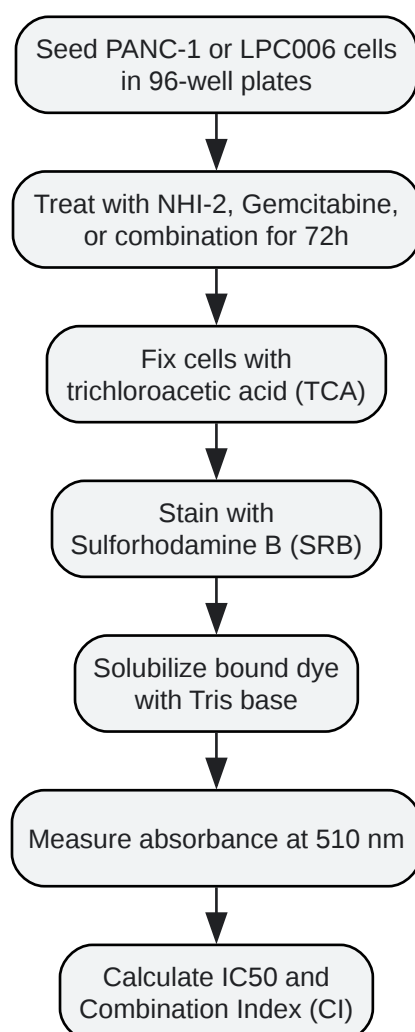 Seed PANC-1 or LPC006 cells
in 96-well plates
Treat with NHI-2, Gemcitabine,
or combination for 72h
Fix cells with
trichloroacetic acid (TCA)
Stain with
Sulforhodamine B (SRB)
Solubilize bound dye
with Tris base
Measure absorbance at 510 nm
Calculate IC50 and
Combination Index (CI)